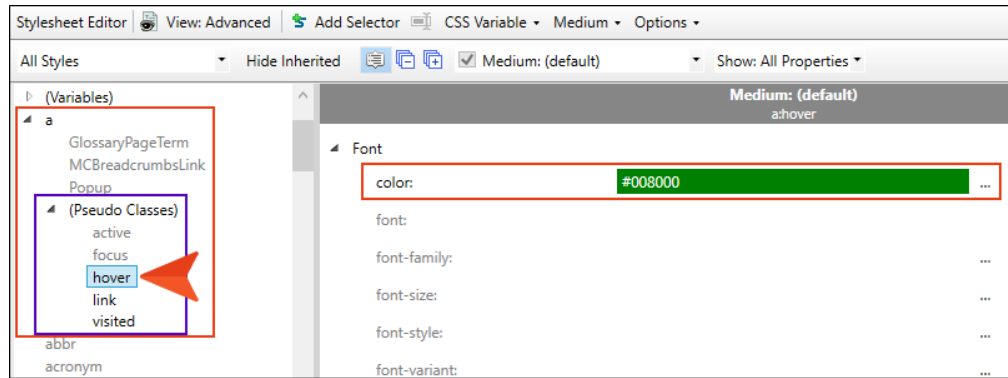 Stylesheet Editor View: Advanced Add Selector CSS Variable Medium Options
All Styles Hide Inherited Medium: (default) Show: All Properties
(Variables)
a
GlossaryPageTerm
MCBreadcrumbsLink
Popup
(Pseudo Classes)
active
focus
hover
link
visited
abbr
acronym
Medium: (default)
a:hover
Font
color: #008000 ...
font:
font-family: ...
font-size: ...
font-style: ...
font-variant: ...